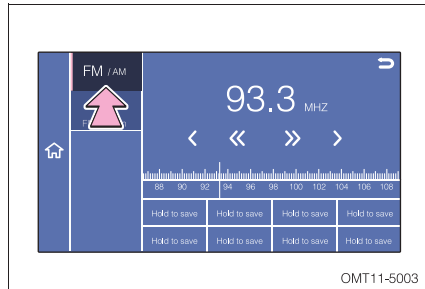 FM / AM
93.3 MHZ
88 90 92 94 96 98 100 102 104 106 108
Hold to save Hold to save Hold to save Hold to save
Hold to save Hold to save Hold to save Hold to save
OMT11-5003